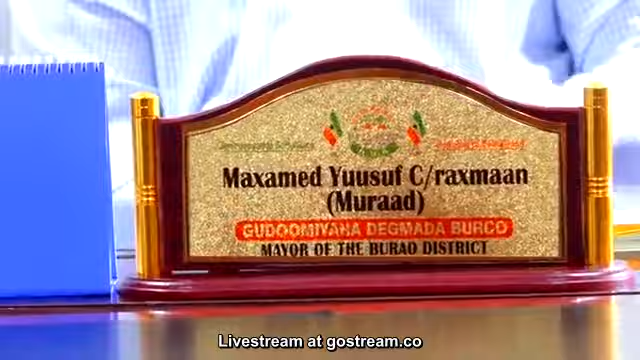 Maxamed Yuusuf C/raxmaan
(Muraad)
GUDOOMIYAHA DEGMADA BURCO
MAYOR OF THE BURAO DISTRICT
Livestream at gostream.co